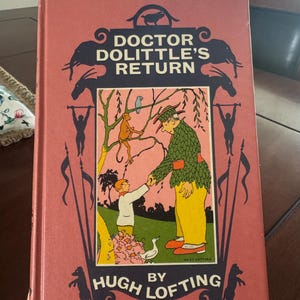 DOCTOR
DOLITTLE'S
RETURN
BY
HUGH LOFTING